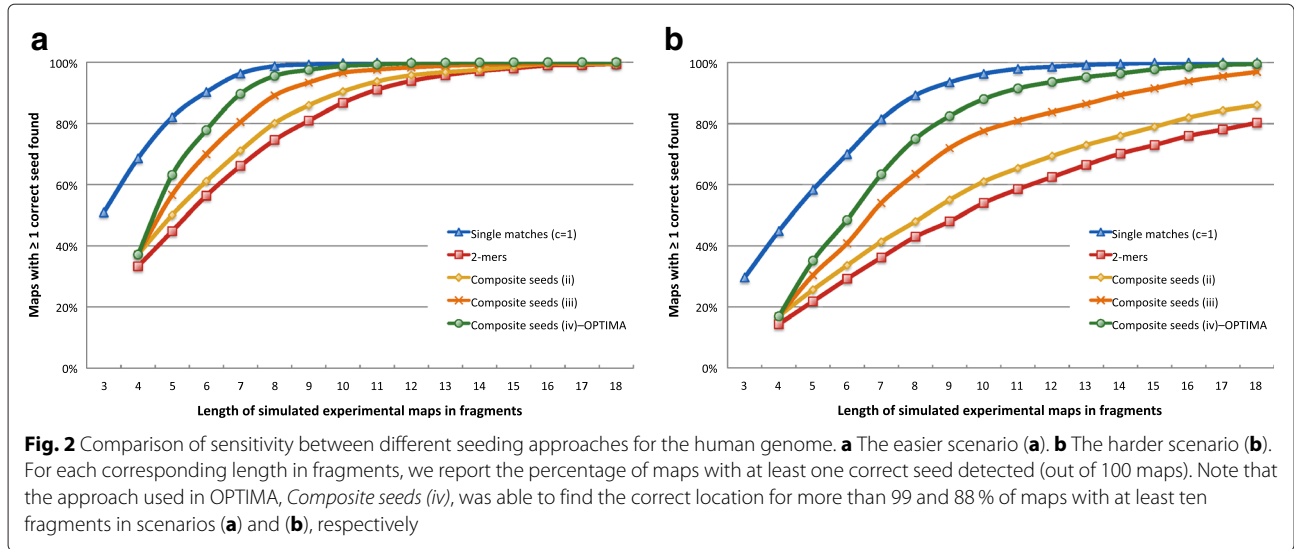 a
Maps with ≥ 1 correct seed found
100%
80%
60%
40%
20%
0%
Single matches (c=1)
2-mers
Composite seeds (ii)
Composite seeds (iii)
Composite seeds (iv)–OPTIMA
3 4 5 6 7 8 9 10 11 12 13 14 15 16 17 18
Length of simulated experimental maps in fragments
b
Maps with ≥ 1 correct seed found
100%
80%
60%
40%
20%
0%
Single matches (c=1)
2-mers
Composite seeds (ii)
Composite seeds (iii)
Composite seeds (iv)–OPTIMA
3 4 5 6 7 8 9 10 11 12 13 14 15 16 17 18
Length of simulated experimental maps in fragments
Fig. 2 Comparison of sensitivity between different seeding approaches for the human genome. a The easier scenario (a). b The harder scenario (b).
For each corresponding length in fragments, we report the percentage of maps with at least one correct seed detected (out of 100 maps). Note that
the approach used in OPTIMA, Composite seeds (iv), was able to find the correct location for more than 99 and 88 % of maps with at least ten
fragments in scenarios (a) and (b), respectively